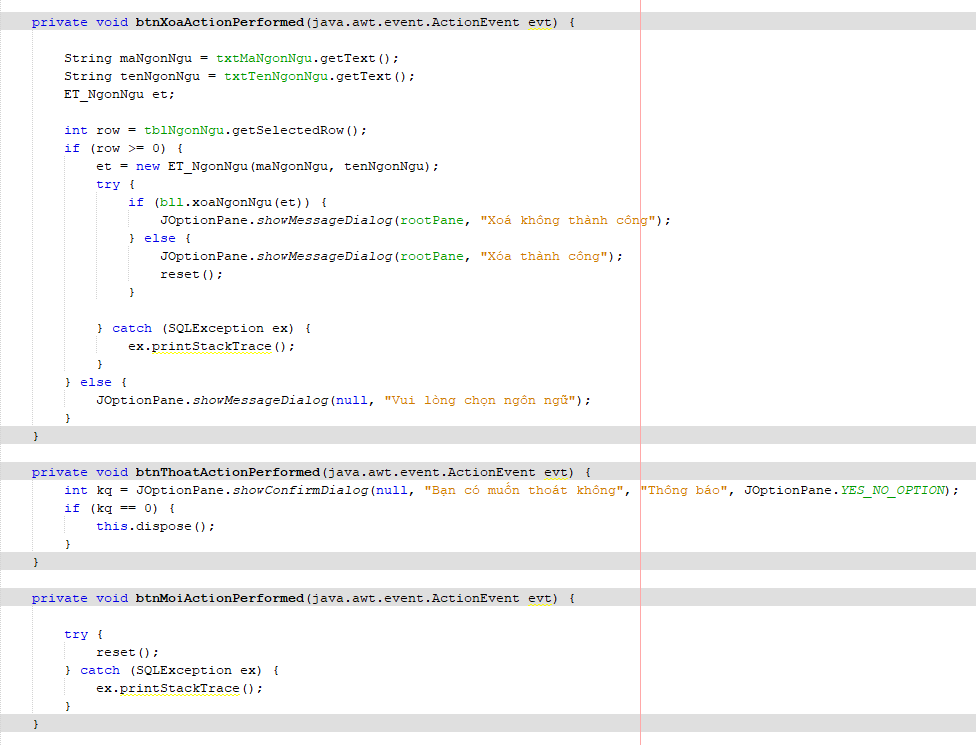 private void btnXoaActionPerformed(java.awt.event.ActionEvent evt) {
String maNgonNgu = txtMaNgonNgu.getText();
String tenNgonNgu = txtTenNgonNgu.getText();
ET_NgonNgu et;
int row = tblNgonNgu.getSelectedRow();
if (row >= 0) {
et = new ET_NgonNgu(maNgonNgu, tenNgonNgu);
try {
if (bll.xoaNgonNgu(et)) {
JOptionPane.showMessageDialog(rootPane, "Xoá không thành công");
} else {
JOptionPane.showMessageDialog(rootPane, "Xóa thành công");
reset();
}
} catch (SQLException ex) {
ex.printStackTrace();
}
} else {
JOptionPane.showMessageDialog(null, "Vui lòng chọn ngôn ngữ");
}
}
private void btnThoatActionPerformed(java.awt.event.ActionEvent evt) {
int kq = JOptionPane.showConfirmDialog(null, "Bạn có muốn thoát không", "Thông báo", JOptionPane.YES_NO_OPTION);
if (kq == 0) {
this.dispose();
}
}
private void btnMoiActionPerformed(java.awt.event.ActionEvent evt) {
try {
reset();
} catch (SQLException ex) {
ex.printStackTrace();
}
}